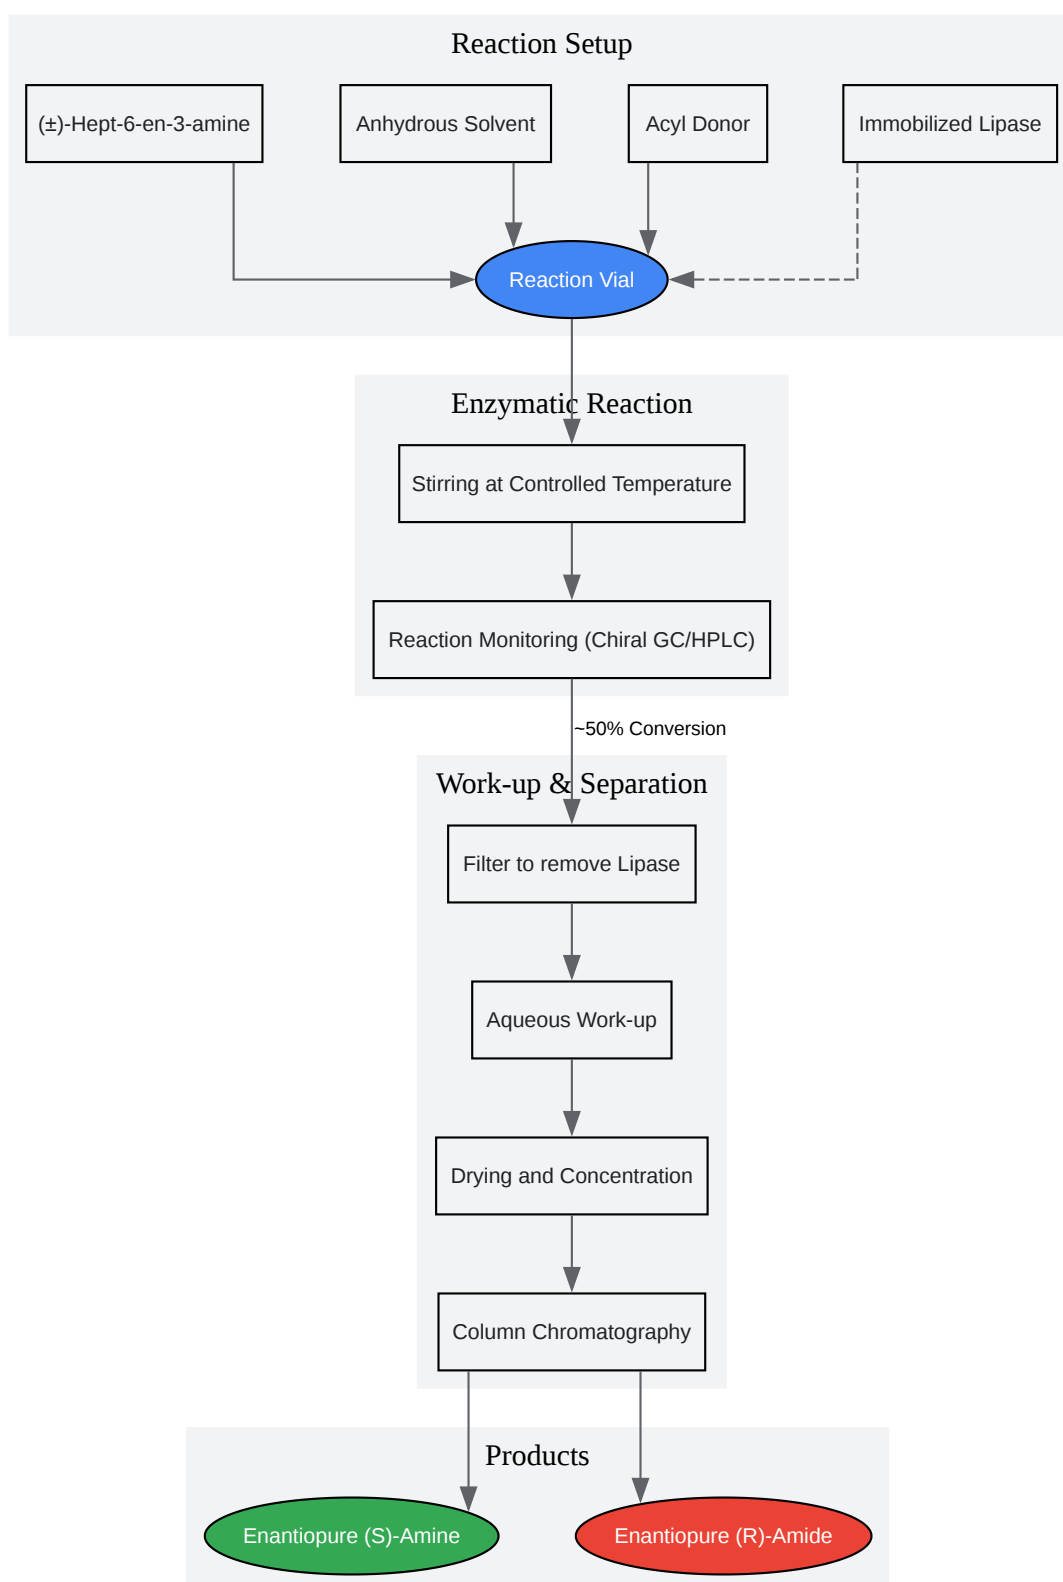 Reaction Setup
(±)-Hept-6-en-3-amine
Anhydrous Solvent
Acyl Donor
Immobilized Lipase
Reaction Vial
Enzymatic Reaction
Stirring at Controlled Temperature
Reaction Monitoring (Chiral GC/HPLC)
~50% Conversion
Work-up & Separation
Filter to remove Lipase
Aqueous Work-up
Drying and Concentration
Column Chromatography
Products
Enantiopure (S)-Amine
Enantiopure (R)-Amide